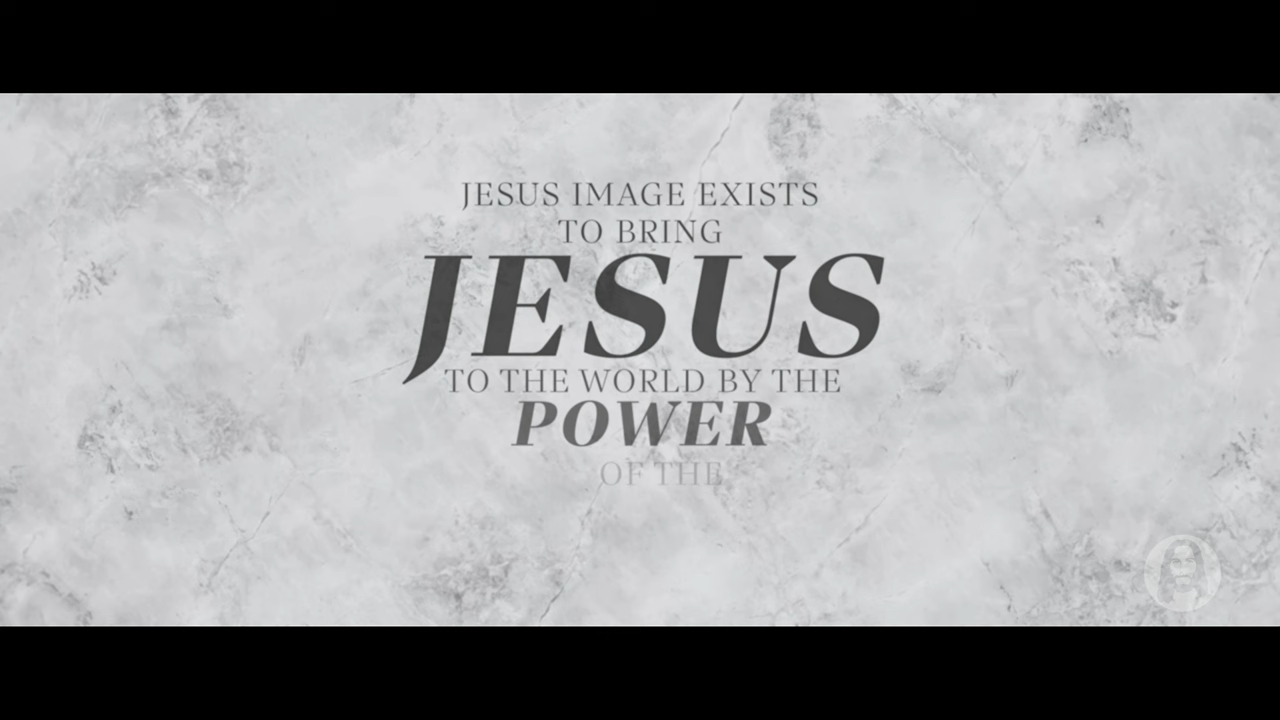 JESUS IMAGE EXISTS
TO BRING
JESUS
TO THE WORLD BY THE
POWER
OF THE